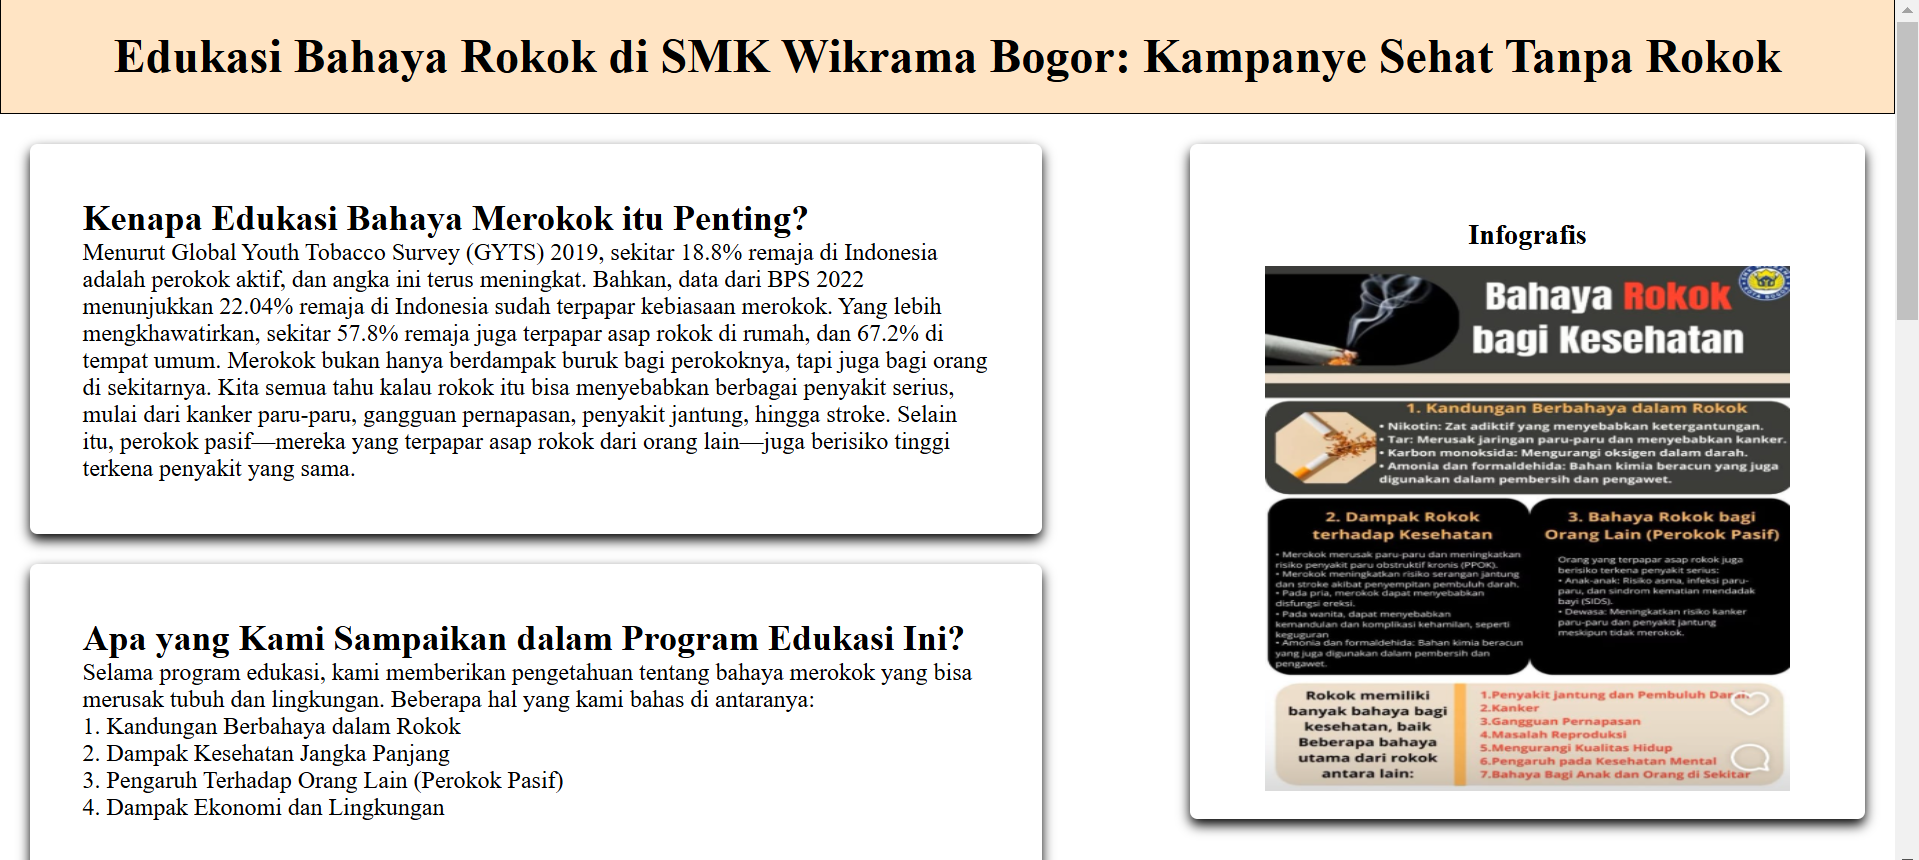 Edukasi Bahaya Rokok di SMK Wikrama Bogor: Kampanye Sehat Tanpa Rokok
Kenapa Edukasi Bahaya Merokok itu Penting?
Menurut Global Youth Tobacco Survey (GYTS) 2019, sekitar 18.8% remaja di Indonesia
adalah perokok aktif, dan angka ini terus meningkat. Bahkan, data dari BPS 2022
menunjukkan 22.04% remaja di Indonesia sudah terpapar kebiasaan merokok. Yang lebih
mengkhawatirkan, sekitar 57.8% remaja juga terpapar asap rokok di rumah, dan 67.2% di
tempat umum. Merokok bukan hanya berdampak buruk bagi perokoknya, tapi juga bagi orang
di sekitarnya. Kita semua tahu kalau rokok itu bisa menyebabkan berbagai penyakit serius,
mulai dari kanker paru-paru, gangguan pernapasan, penyakit jantung, hingga stroke. Selain
itu, perokok pasif—mereka yang terpapar asap rokok dari orang lain—juga berisiko tinggi
terkena penyakit yang sama.
Apa yang Kami Sampaikan dalam Program Edukasi Ini?
Selama program edukasi, kami memberikan pengetahuan tentang bahaya merokok yang bisa
merusak tubuh dan lingkungan. Beberapa hal yang kami bahas di antaranya:
1. Kandungan Berbahaya dalam Rokok
2. Dampak Kesehatan Jangka Panjang
3. Pengaruh Terhadap Orang Lain (Perokok Pasif)
4. Dampak Ekonomi dan Lingkungan
Infografis
Bahaya Rokok
bagi Kesehatan
1. Kandungan Berbahaya dalam Rokok
• Nikotin: Zat adiktif yang menyebabkan ketergantungan.
• Tar: Merusak jaringan paru-paru dan menyebabkan kanker.
• Karbon monoksida: Mengurangi oksigen dalam darah.
• Amonia dan formaldehida: Bahan kimia beracun yang juga
digunakan dalam pembersih dan pengawet.
2. Dampak Rokok
terhadap Kesehatan
• Merokok merusak paru-paru dan meningkatkan
risiko penyakit paru obstruktif kronis (PPOK).
• Merokok meningkatkan risiko serangan jantung
dan stroke akibat penyempitan pembuluh darah.
• Pada pria, merokok dapat menyebabkan
disfungsi ereksi.
• Pada wanita, dapat menyebabkan
kemandulan dan komplikasi kehamilan, seperti
keguguran
• Amonia dan formaldehida: Bahan kimia beracun
yang juga digunakan dalam pembersih dan
pengawet.
3. Bahaya Rokok bagi
Orang Lain (Perokok Pasif)
Orang yang terpapar asap rokok juga
berisiko terkena penyakit serius:
• Anak-anak: Risiko asma, infeksi paru-
paru, dan sindrom kematian mendadak
bayi (SIDS).
• Dewasa: Meningkatkan risiko kanker
paru-paru dan penyakit jantung
meskipun tidak merokok.
Rokok memiliki
banyak bahaya bagi
kesehatan, baik
Beberapa bahaya
utama dari rokok
antara lain:
1.Penyakit Jantung dan Pembuluh Darah
2.Kanker
3.Gangguan Pernapasan
4.Masalah Reproduksi
5.Mengurangi Kualitas Hidup
6.Pengaruh pada Kesehatan Mental
7.Bahaya Bagi Anak dan Orang di Sekitar